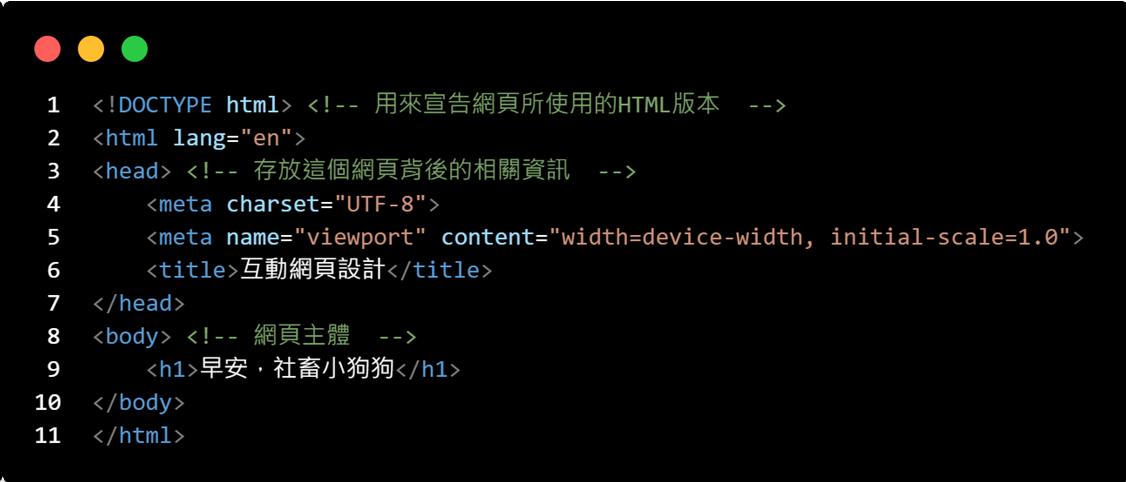 1 <!DOCTYPE html> <!-- 用來宣告網頁所使用的HTML版本  -->
2 <html lang="en">
3 <head> <!-- 存放這個網頁背後的相關資訊  -->
4     <meta charset="UTF-8">
5     <meta name="viewport" content="width=device-width, initial-scale=1.0">
6     <title>互動網頁設計</title>
7 </head>
8 <body> <!-- 網頁主體  -->
9     <h1>早安，社畜小狗狗</h1>
10 </body>
11 </html>